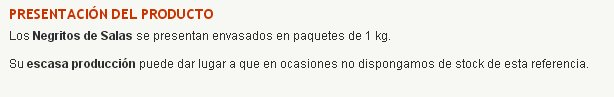 PRESENTACIÓN DEL PRODUCTO
Los Negritos de Salas se presentan envasados en paquetes de 1 kg.
Su escasa producción puede dar lugar a que en ocasiones no dispongamos de stock de esta referencia.